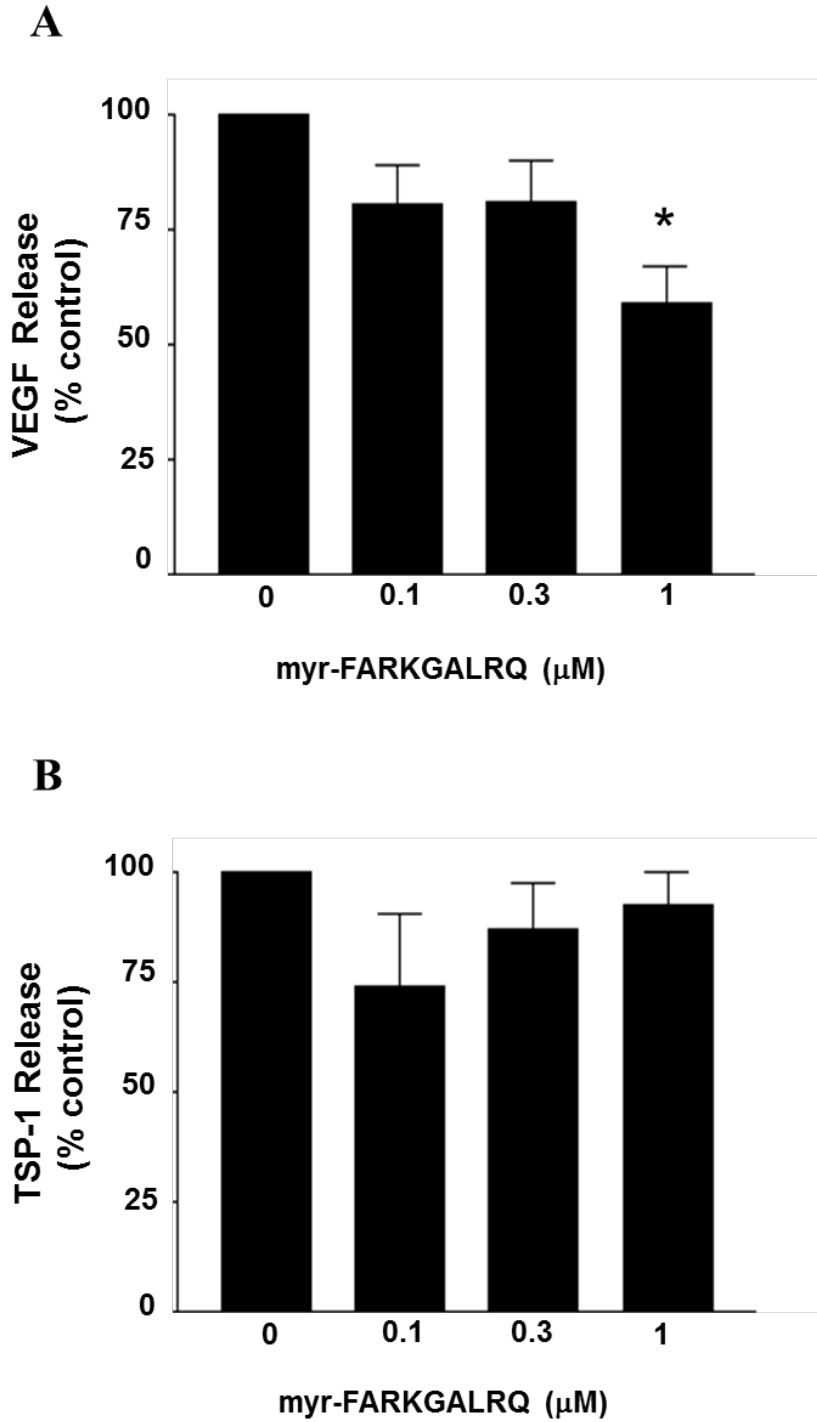 A
VEGF Release
(% control)
100
75
50
25
0
*
0 0.1 0.3 1
myr-FARKGALRQ (μM)
B
TSP-1 Release
(% control)
100
75
50
25
0
0 0.1 0.3 1
myr-FARKGALRQ (μM)